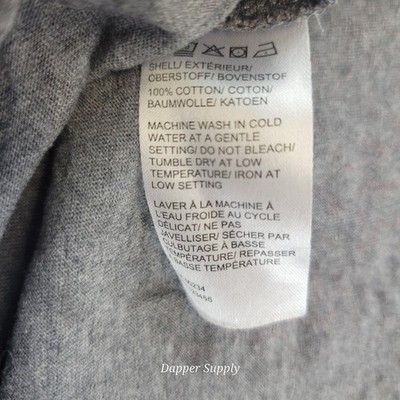 SHELL/ EXTÉRIEUR/
OBERSTOFF/ BOVENSTOF
100% COTTON/ COTON/
BAUMWOLLE/ KATOEN
MACHINE WASH IN COLD
WATER AT A GENTLE
SETTING/ DO NOT BLEACH/
TUMBLE DRY AT LOW
TEMPERATURE/ IRON AT
LOW SETTING
LAVER À LA MACHINE À
L'EAU FROIDE AU CYCLE
DÉLICAT/ NE PAS
JAVELLISER/ SÉCHER PAR
CULBUTAGE À BASSE
TEMPÉRATURE/ REPASSER
BASSE TEMPÉRATURE
Dapper Supply